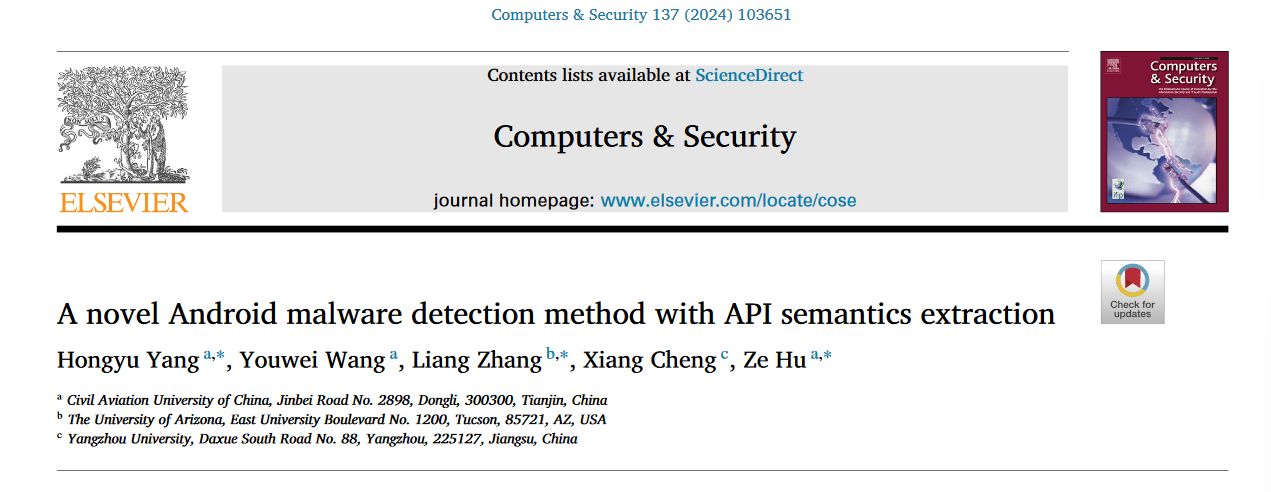 Computers & Security 137 (2024) 103651
Contents lists available at ScienceDirect
Computers & Security
journal homepage: www.elsevier.com/locate/cose
ELSEVIER
Computers
& Security
Check for
updates
A novel Android malware detection method with API semantics extraction
Hongyu Yang a,*, Youwei Wang a, Liang Zhang b,*, Xiang Cheng c, Ze Hu a,*
a Civil Aviation University of China, Jinbei Road No. 2898, Dongli, 300300, Tianjin, China
b The University of Arizona, East University Boulevard No. 1200, Tucson, 85721, AZ, USA
c Yangzhou University, Daxue South Road No. 88, Yangzhou, 225127, Jiangsu, China